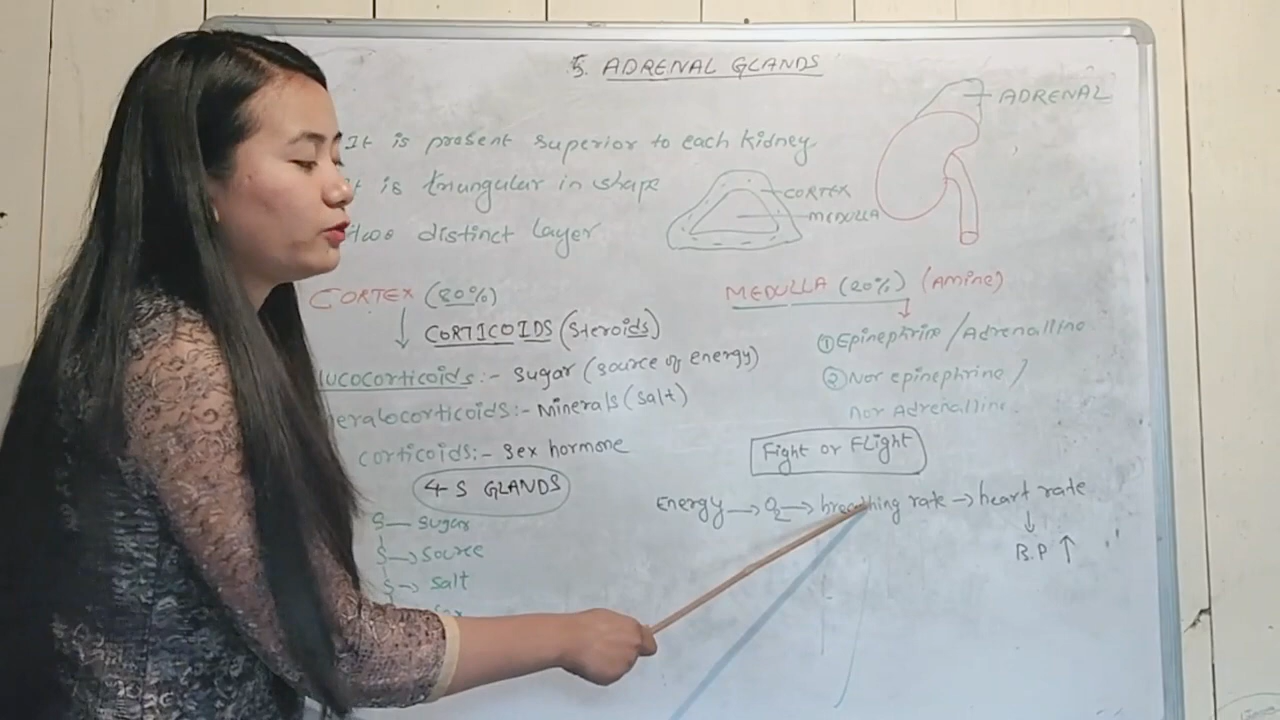 5. ADRENAL GLANDS
ADRENAL
It is present superior to each kidney
is triangular in shape
two distinct layer
CORTEX
MEDULLA
CORTEX (80%)
CORTICOIDS (Steroids)
lucocorticoids:- Sugar (source of energy)
neralocorticoids:- Minerals (salt)
corticoids:- Sex hormone
4 S GLANDS
S— sugar
S→ source
S→ salt
MEDULLA (20%) (Amine)
① Epinephrine / Adrenalline
② Nor epinephrine /
nor Adrenalline.
Fight or Flight
Energy → O2 → breathing rate → heart rate
↓
B.P ↑